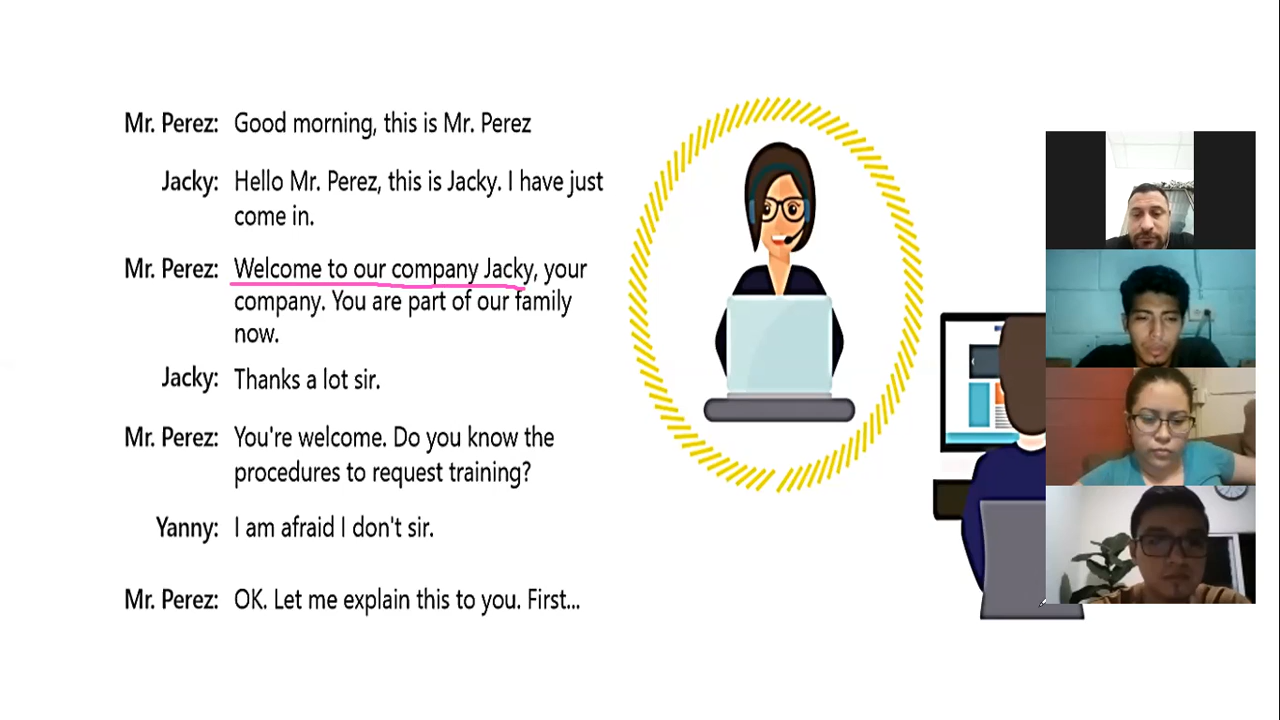 Mr. Perez: Good morning, this is Mr. Perez
Jacky: Hello Mr. Perez, this is Jacky. I have just
come in.
Mr. Perez: Welcome to our company Jacky, your
company. You are part of our family
now.
Jacky: Thanks a lot sir.
Mr. Perez: You're welcome. Do you know the
procedures to request training?
Yanny: I am afraid I don't sir.
Mr. Perez: OK. Let me explain this to you. First...